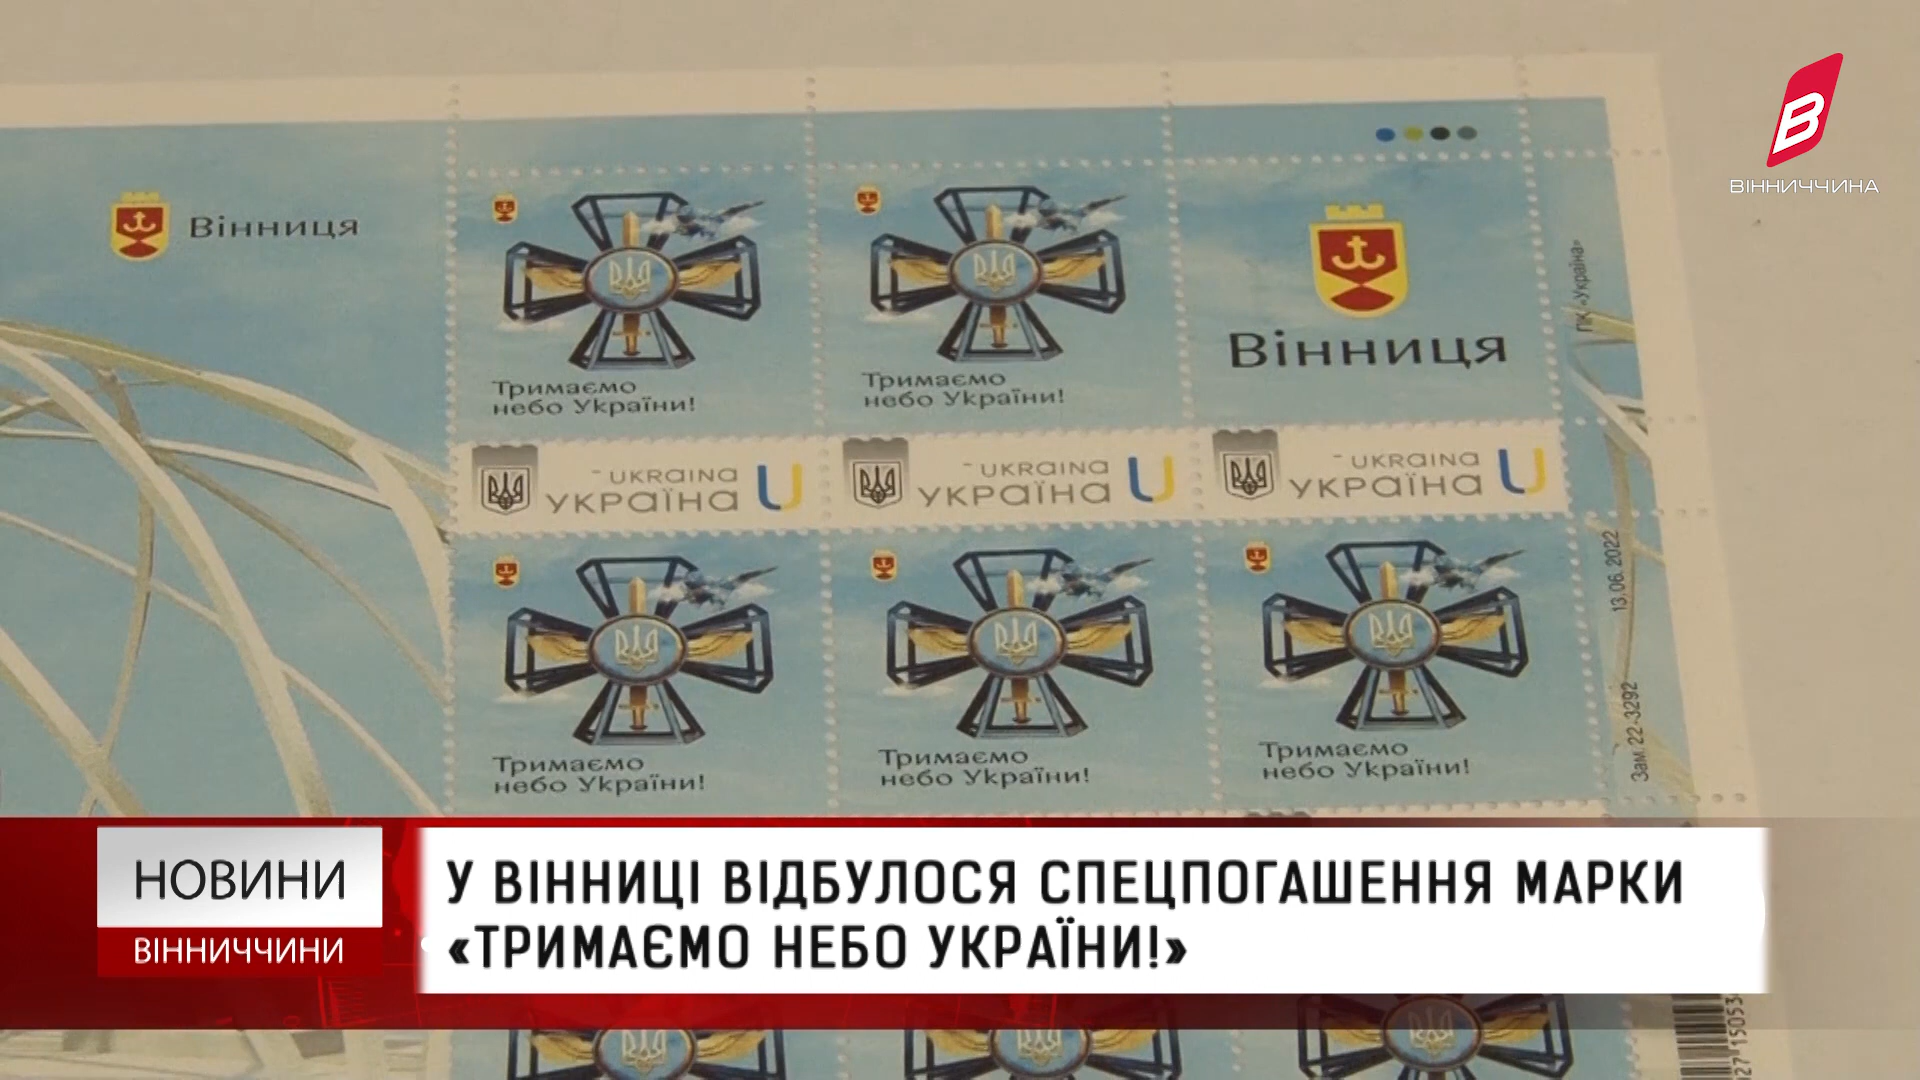 В
ВІННИЧЧИНА
Вінниця
Тримаємо
небо України!
Тримаємо
небо України!
Вінниця
ПК «Україна»
UKRAINA
УКРАЇНА
UKRAINA
УКРАЇНА
UKRAINA
УКРАЇНА
Тримаємо
небо України!
Тримаємо
небо України!
Тримаємо
небо України!
13.06.2022
Зам. 22-3292
НОВИНИ
ВІННИЧЧИНИ
У ВІННИЦІ ВІДБУЛОСЯ СПЕЦПОГАШЕННЯ МАРКИ
«ТРИМАЄМО НЕБО УКРАЇНИ!»